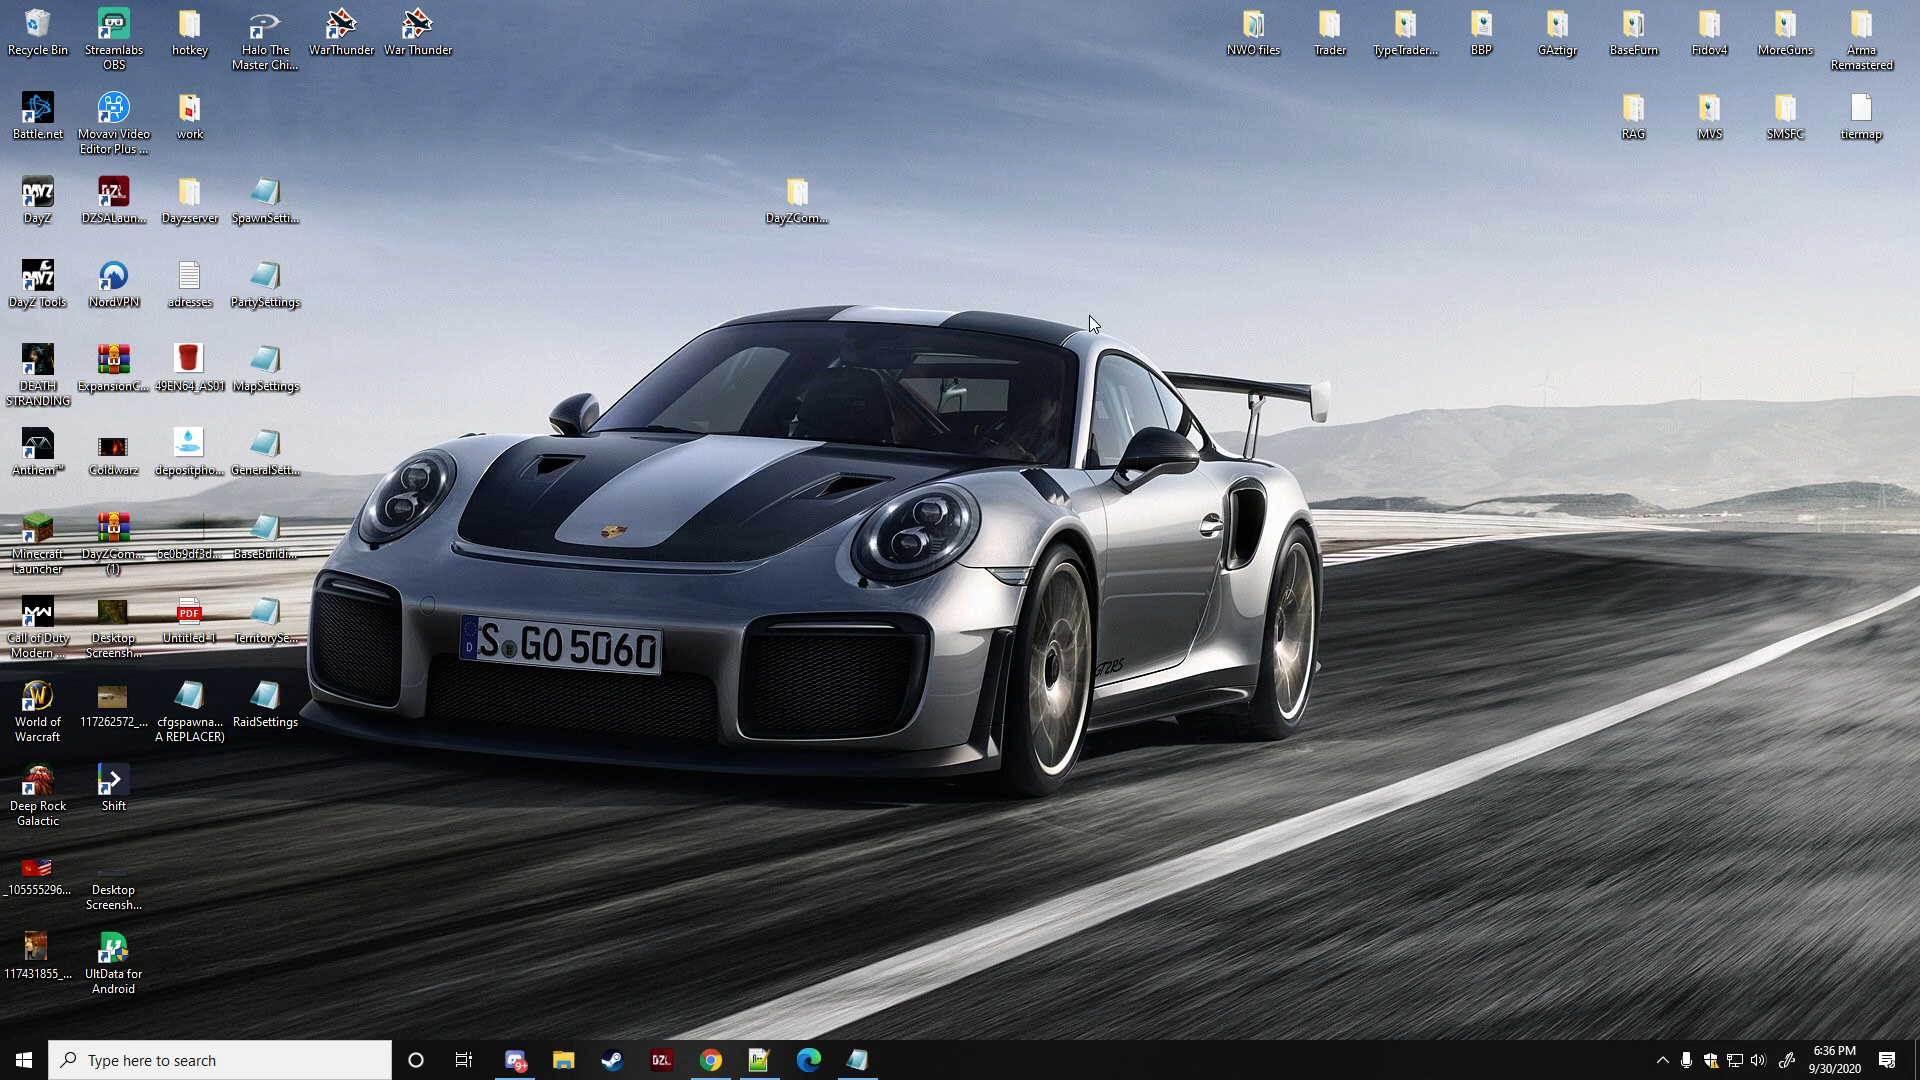 Recycle Bin
Streamlabs
OBS
hotkey
Halo The
Master Chi...
WarThunder
War Thunder
NWO files
Trader
TypeTrader...
BBP
GAztigr
BaseFurn
Fidov4
MoreGuns
Arma
Remastered
Battle.net
Movavi Video
Editor Plus ...
work
RAG
MVS
SMSFC
tiermap
DayZ
DZSALaun...
Dayzserver
SpawnSetti...
DayZCom...
DayZ Tools
NordVPN
adresses
PartySettings
DEATH
STRANDING
ExpansionC...
49EN64_AS01
MapSettings
Anthem™
Coldwarz
depositpho...
GeneralSett...
Minecraft
Launcher
DayZCom...
(1)
6e0b9df3d...
BaseBuildi...
Call of Duty
Modern ...
Desktop
Screensh...
PDF
Untitled-1
TerritorySe...
S GO 5060
D
GT2RS
World of
Warcraft
117262572_...
cfgspawna...
A REPLACER)
RaidSettings
Deep Rock
Galactic
Shift
_105555296...
Desktop
Screensh...
117431855_...
UltData for
Android
Type here to search
9+
DZL
6:36 PM
9/30/2020